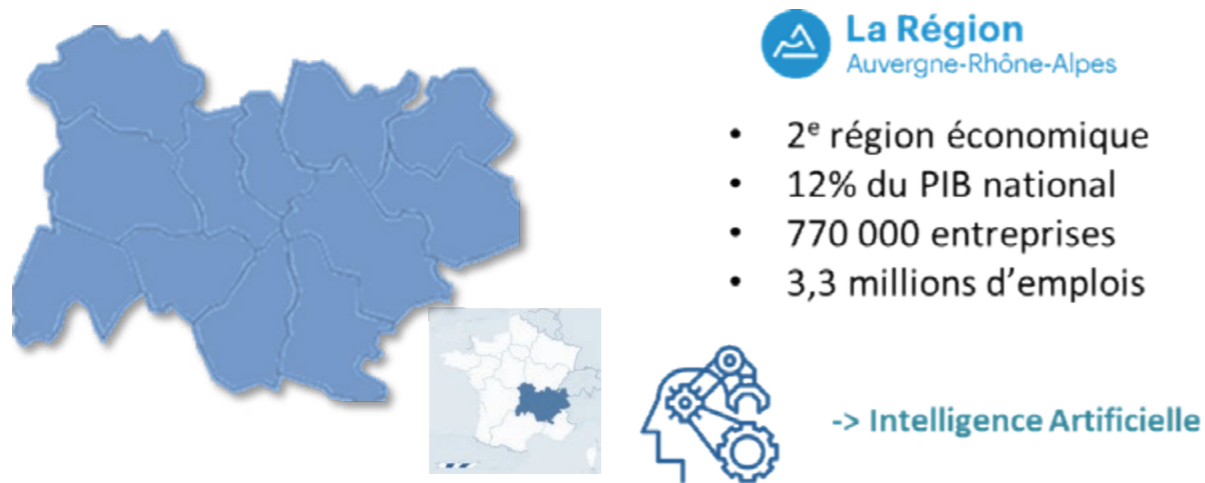 La Région
Auvergne-Rhône-Alpes
• 2e région économique
• 12% du PIB national
• 770 000 entreprises
• 3,3 millions d’emplois
-> Intelligence Artificielle